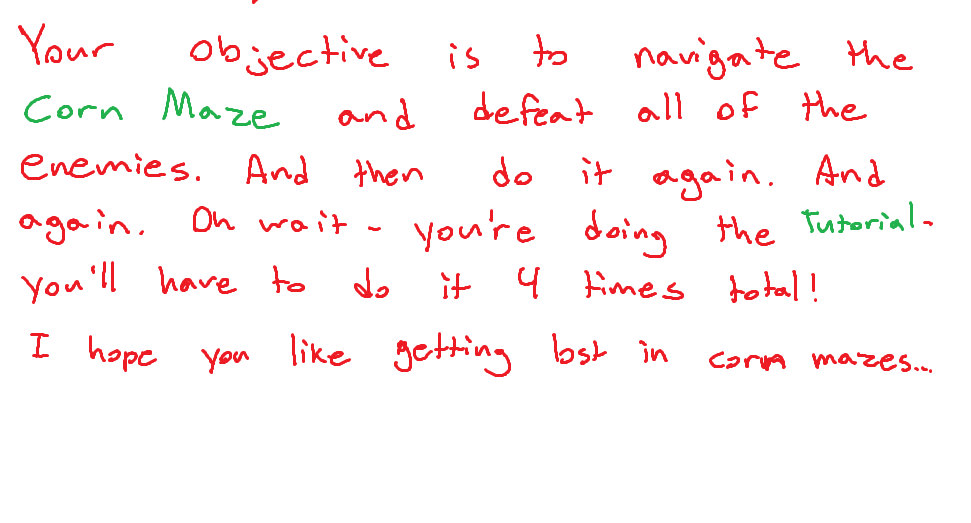 Your objective is to navigate the
Corn Maze and defeat all of the
enemies. And then do it again. And
again. Oh wait - you're doing the Tutorial-
you'll have to do it 4 times total!
I hope you like getting lost in corn mazes...